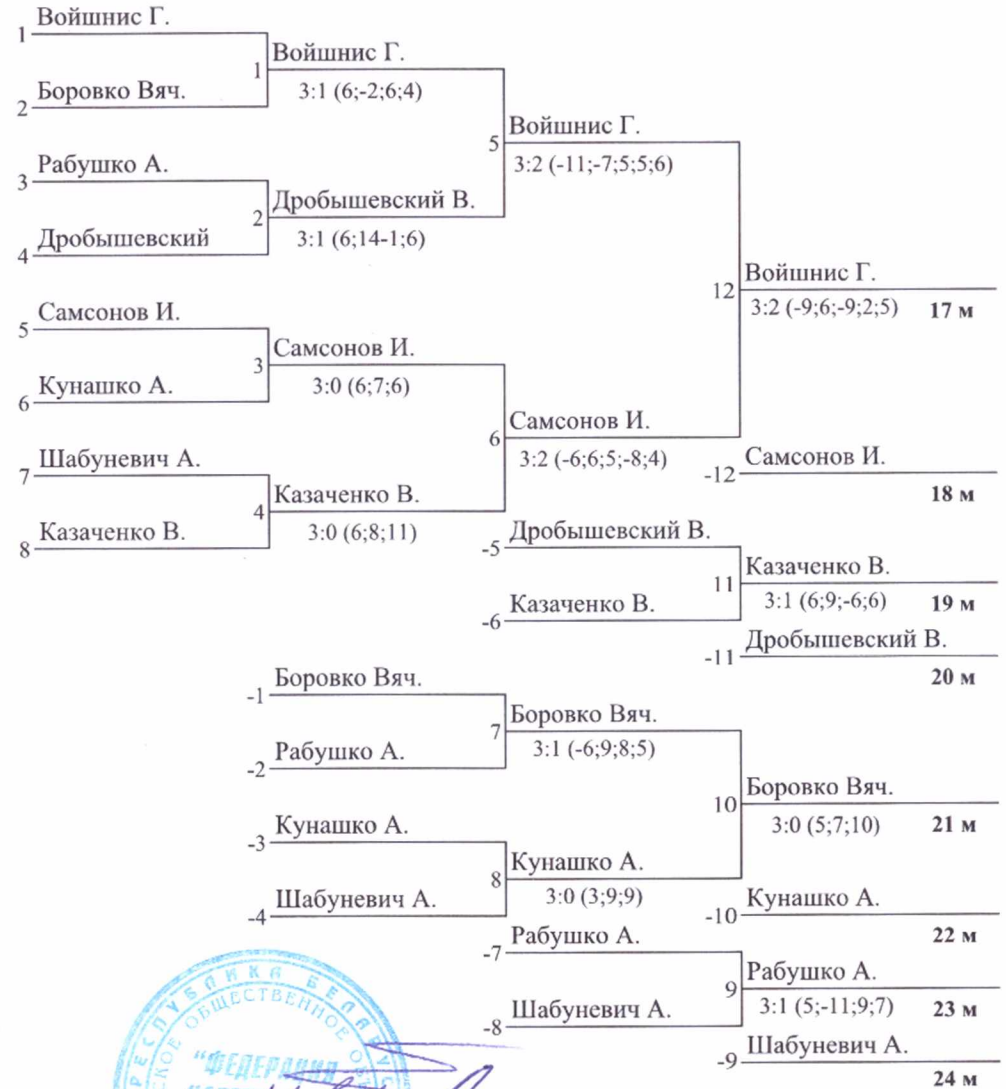 Войшнис Г.
1
Войшнис Г.
1
Боровко Вяч.
3:1 (6;-2;6;4)
2
Войшнис Г.
5
3:2 (-11;-7;5;5;6)
Рабушко А.
3
Дробышевский В.
2
3:1 (6;14-1;6)
Дробышевский
4
Войшнис Г.
12
3:2 (-9;6;-9;2;5) 17 м
Самсонов И.
5
Самсонов И.
3
3:0 (6;7;6)
Кунашко А.
6
Самсонов И.
6
3:2 (-6;6;5;-8;4)
Самсонов И.
-12
18 м
Шабуневич А.
7
Казаченко В.
4
3:0 (6;8;11)
Казаченко В.
8
Дробышевский В.
-5
Казаченко В.
11
3:1 (6;9;-6;6) 19 м
Казаченко В.
-6
Дробышевский В.
-11
20 м
Боровко Вяч.
-1
Боровко Вяч.
7
3:1 (-6;9;8;5)
Рабушко А.
-2
Боровко Вяч.
10
3:0 (5;7;10) 21 м
Кунашко А.
-3
Кунашко А.
8
3:0 (3;9;9)
Шабуневич А.
-4
Кунашко А.
-10
22 м
Рабушко А.
-7
Рабушко А.
9
3:1 (5;-11;9;7) 23 м
Шабуневич А.
-8
Шабуневич А.
-9
24 м
РЕСПУБЛИКА БЕЛАРУС
ОБЩЕСТВЕННОЕ
"ФЕДЕРАЦИЯ